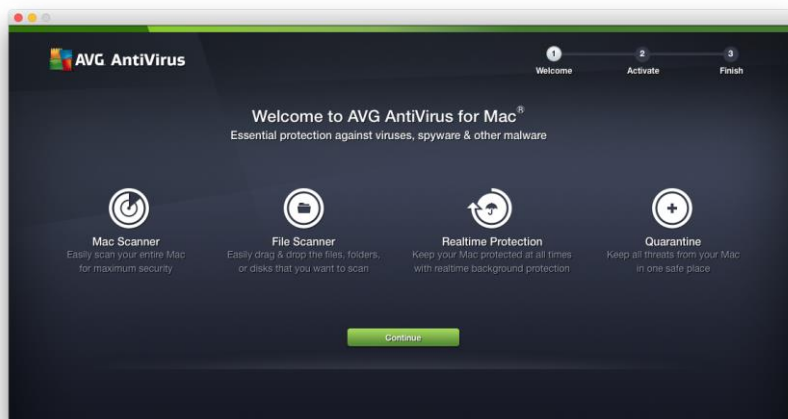 AVG AntiVirus
1
2
3
Welcome
Activate
Finish
Welcome to AVG AntiVirus for Mac®
Essential protection against viruses, spyware & other malware
Mac Scanner
Easily scan your entire Mac
for maximum security
File Scanner
Easily drag & drop the files, folders,
or disks that you want to scan
Realtime Protection
Keep your Mac protected at all times
with realtime background protection
Quarantine
Keep all threats from your Mac
in one safe place
Continue